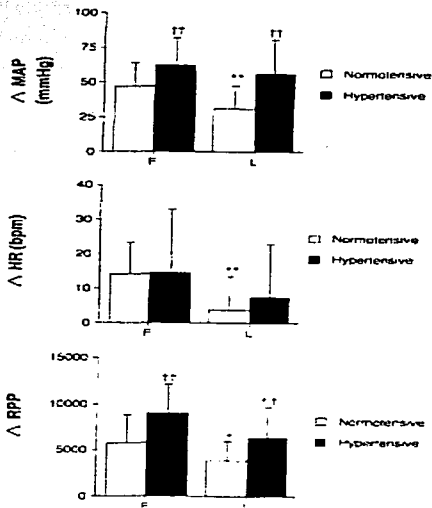 100
75
50
25
0
Δ MAP
(mmHg)
††
**
††
F
L
Normotensive
Hypertensive
40
30
20
10
0
Δ HR (bpm)
**
F
L
Normotensive
Hypertensive
15000
10000
5000
0
Δ RPP
††
F
L
Normotensive
Hypertensive